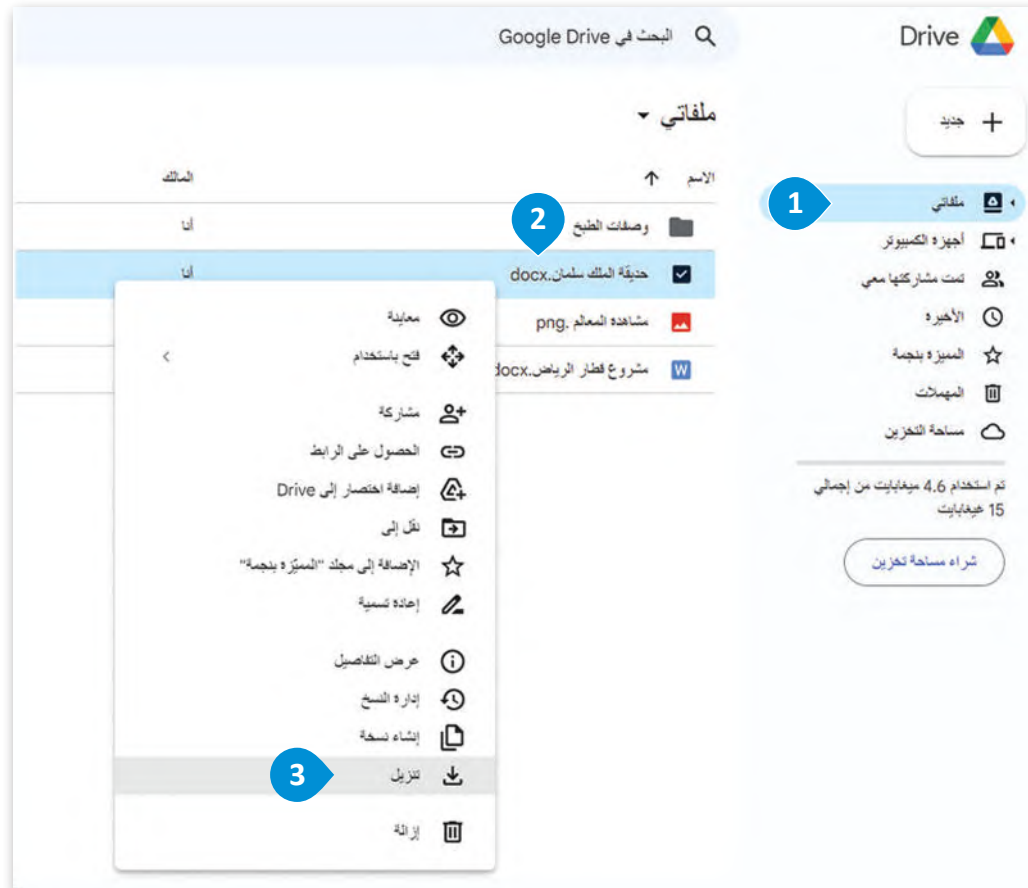 Drive
البحث في Google Drive
جديد
ملفاتي
أجهزة الكمبيوتر
تمت مشاركتها معي
الأخيرة
المميزة بنجمة
المهملات
مساحة التخزين
تم استخدام 4.6 ميغابايت من إجمالي
15 غيغابايت
شراء مساحة تخزين
1
ملفاتي
الاسم
المالك
وصفات الطبخ
أنا
2
حديقة الملك سلمان.docx
أنا
مشاهدة المعالم .png
مشروع قطار الرياض.docx
معاينة
فتح باستخدام
مشاركة
الحصول على الرابط
إضافة اختصار إلى Drive
نقل إلى
الإضافة إلى مجلد "المميّزة بنجمة"
إعادة تسمية
عرض التفاصيل
إدارة النسخ
إنشاء نسخة
تنزيل
3
إزالة